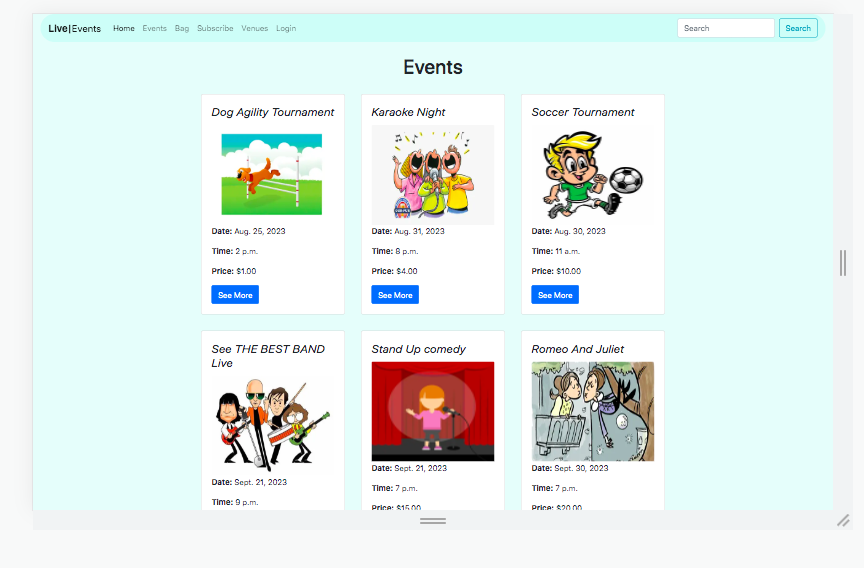 Live|Events Home Events Bag Subscribe Venues Login Search Search
Events
Dog Agility Tournament
Date: Aug. 25, 2023
Time: 2 p.m.
Price: $1.00
See More
Karaoke Night
Date: Aug. 31, 2023
Time: 8 p.m.
Price: $4.00
See More
Soccer Tournament
Date: Aug. 30, 2023
Time: 11 a.m.
Price: $10.00
See More
See THE BEST BAND
Live
Date: Sept. 21, 2023
Time: 9 p.m.
Stand Up comedy
Date: Sept. 21, 2023
Time: 7 p.m.
Price: $15.00
Romeo And Juliet
Date: Sept. 30, 2023
Time: 7 p.m.
Price: $20.00